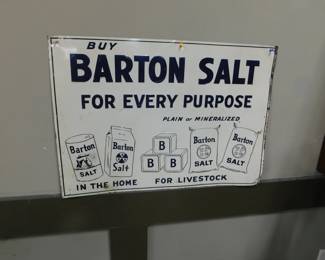 BUY
BARTON SALT
FOR EVERY PURPOSE
PLAIN or MINERALIZED
Barton
SALT
Barton
Salt
B
B B
Barton
SALT
Barton
SALT
IN THE HOME FOR LIVESTOCK